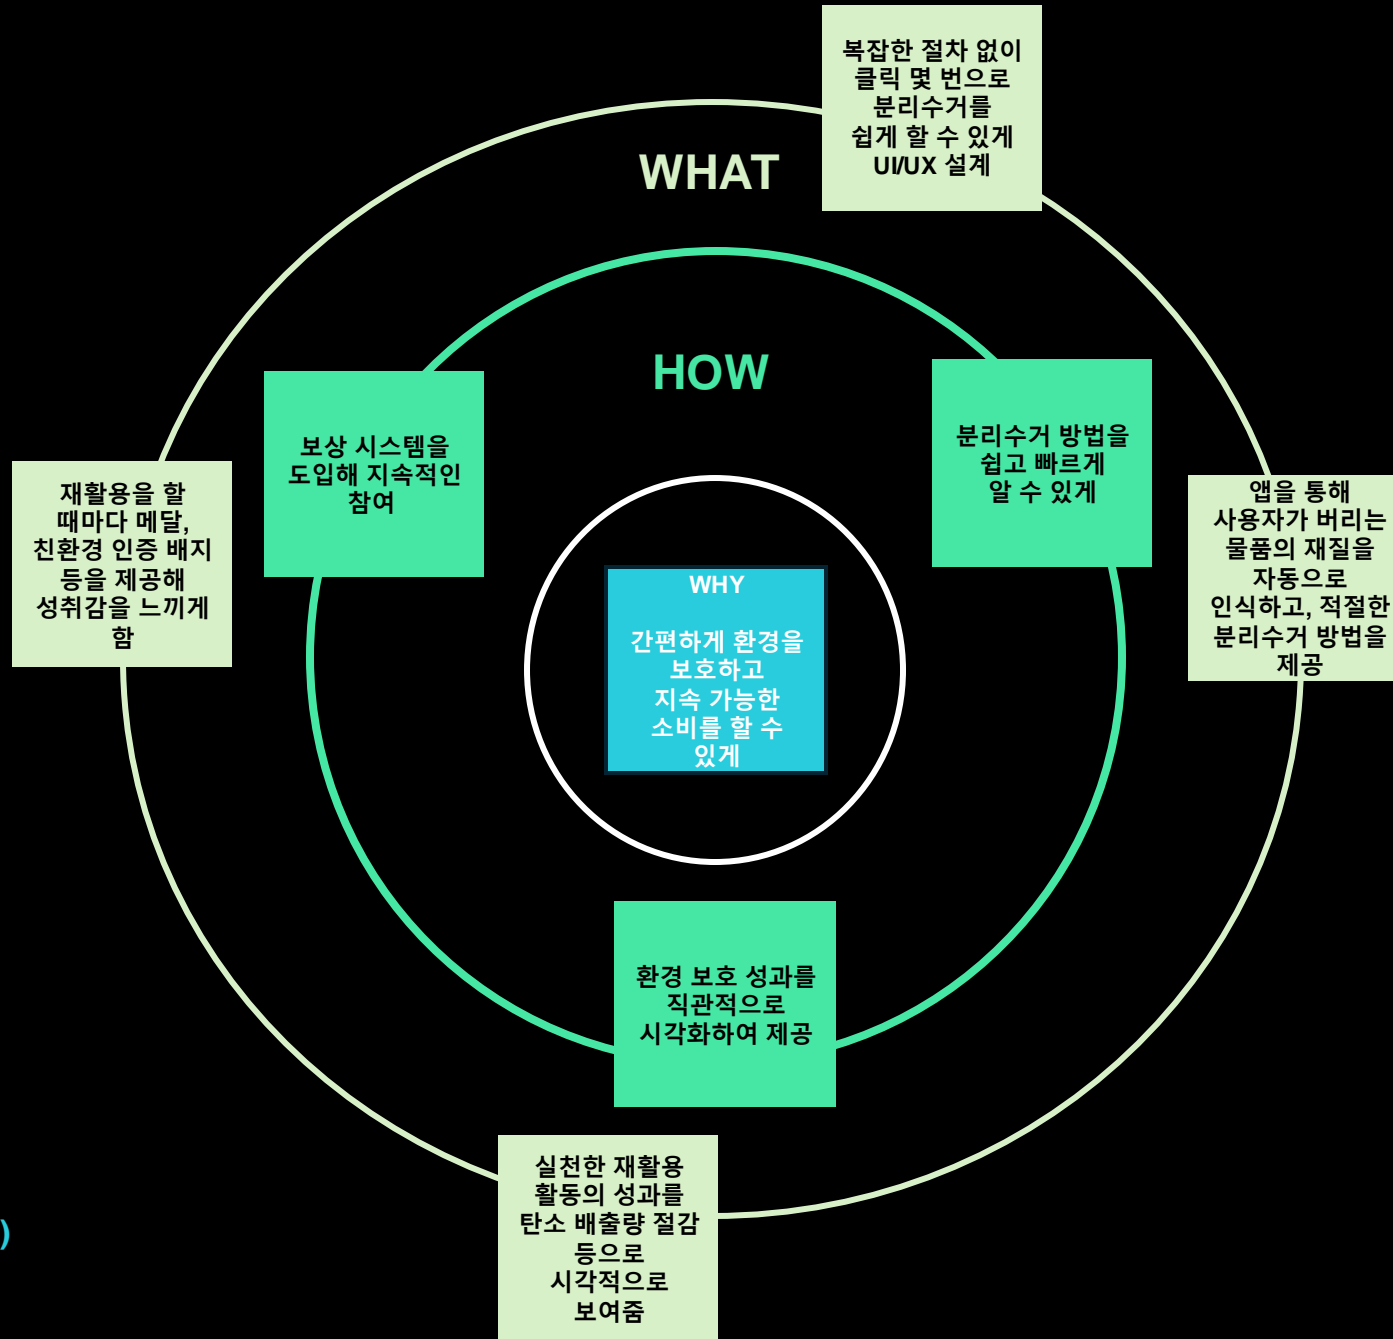 복잡한 절차 없이
클릭 몇 번으로
분리수거를
쉽게 할 수 있게
UI/UX 설계
WHAT
HOW
보상 시스템을
도입해 지속적인
참여
분리수거 방법을
쉽고 빠르게
알 수 있게
재활용을 할
때마다 메달,
친환경 인증 배지
등을 제공해
성취감을 느끼게
함
앱을 통해
사용자가 버리는
물품의 재질을
자동으로
인식하고, 적절한
분리수거 방법을
제공
WHY
간편하게 환경을
보호하고
지속 가능한
소비를 할 수
있게
환경 보호 성과를
직관적으로
시각화하여 제공
실천한 재활용
활동의 성과를
탄소 배출량 절감
등으로
시각적으로
보여줌
)